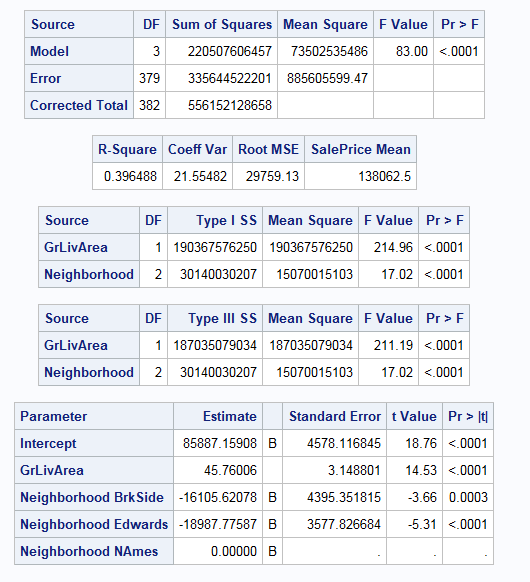 Source DF Sum of Squares Mean Square F Value Pr > F
Model 3 220507606457 73502535486 83.00 <.0001
Error 379 335644522201 885605599.47
Corrected Total 382 556152128658
R-Square Coeff Var Root MSE SalePrice Mean
0.396488 21.55482 29759.13 138062.5
Source DF Type I SS Mean Square F Value Pr > F
GrLivArea 1 190367576250 190367576250 214.96 <.0001
Neighborhood 2 30140030207 15070015103 17.02 <.0001
Source DF Type III SS Mean Square F Value Pr > F
GrLivArea 1 187035079034 187035079034 211.19 <.0001
Neighborhood 2 30140030207 15070015103 17.02 <.0001
Parameter Estimate Standard Error t Value Pr > |t|
Intercept 85887.15908 B 4578.116845 18.76 <.0001
GrLivArea 45.76006 3.148801 14.53 <.0001
Neighborhood BrkSide -16105.62078 B 4395.351815 -3.66 0.0003
Neighborhood Edwards -18987.77587 B 3577.826684 -5.31 <.0001
Neighborhood NAmes 0.00000 B . . .